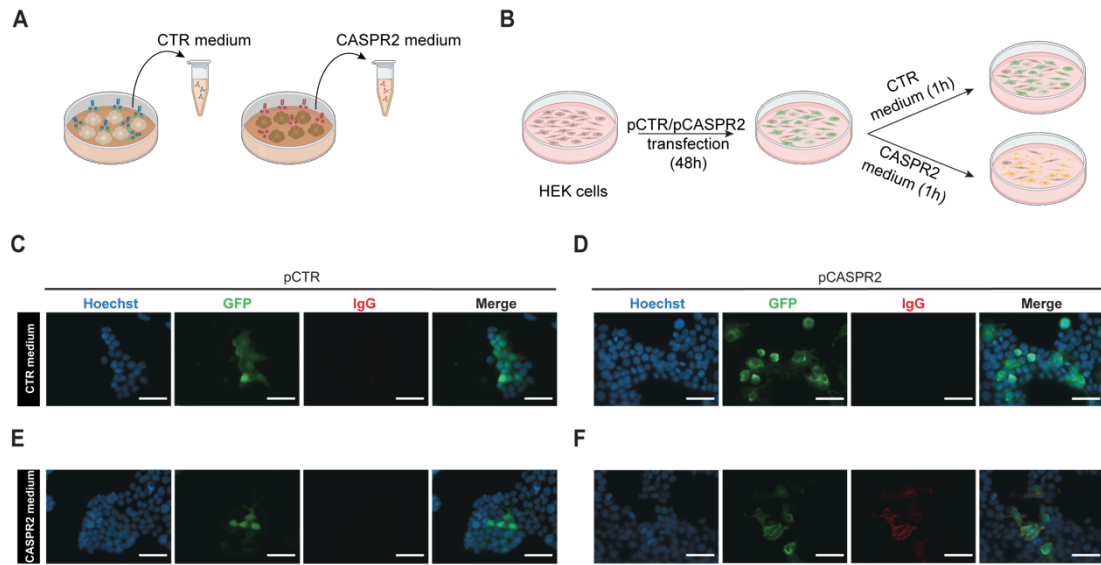 A
CTR medium
CASPR2 medium
B
HEK cells
pCTR/pCASPR2
transfection
(48h)
CTR
medium (1h)
CASPR2
medium (1h)
C
pCTR
Hoechst GFP IgG Merge
CTR medium
D
pCASPR2
Hoechst GFP IgG Merge
E
CASPR2 medium
F